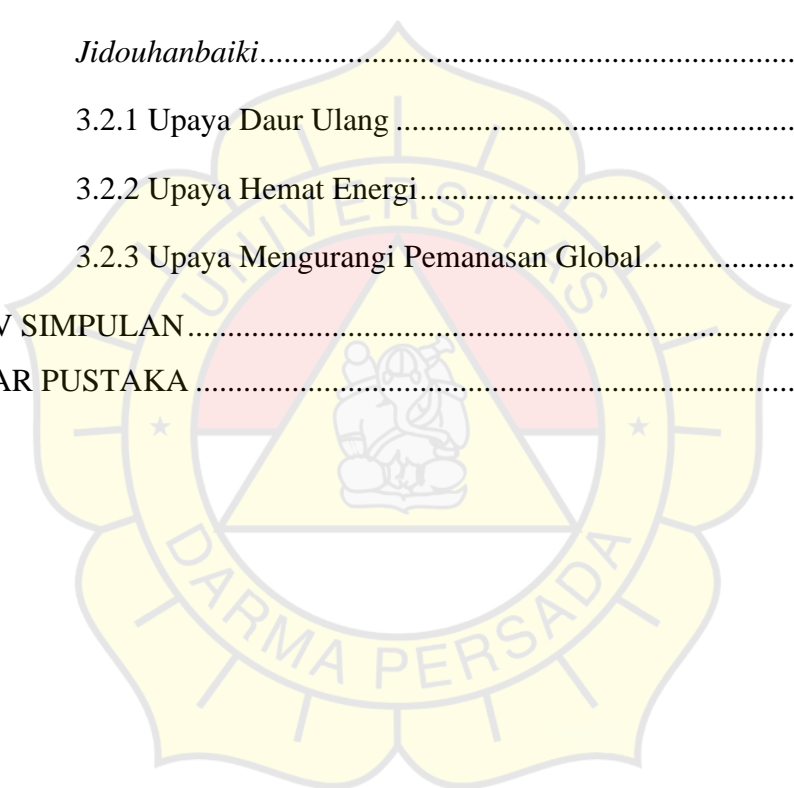 Jidouhanbaiki..................................................................
3.2.1 Upaya Daur Ulang .................................................
3.2.2 Upaya Hemat Energi..............................................
3.2.3 Upaya Mengurangi Pemanasan Global...................
V SIMPULAN........................................................................
AR PUSTAKA ..........................................................................
UNIVERSITAS
DARMA PERSADA